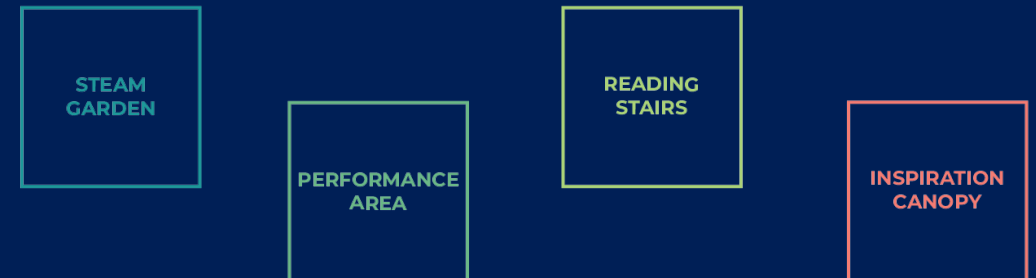 STEAM
GARDEN
PERFORMANCE
AREA
READING
STAIRS
INSPIRATION
CANOPY